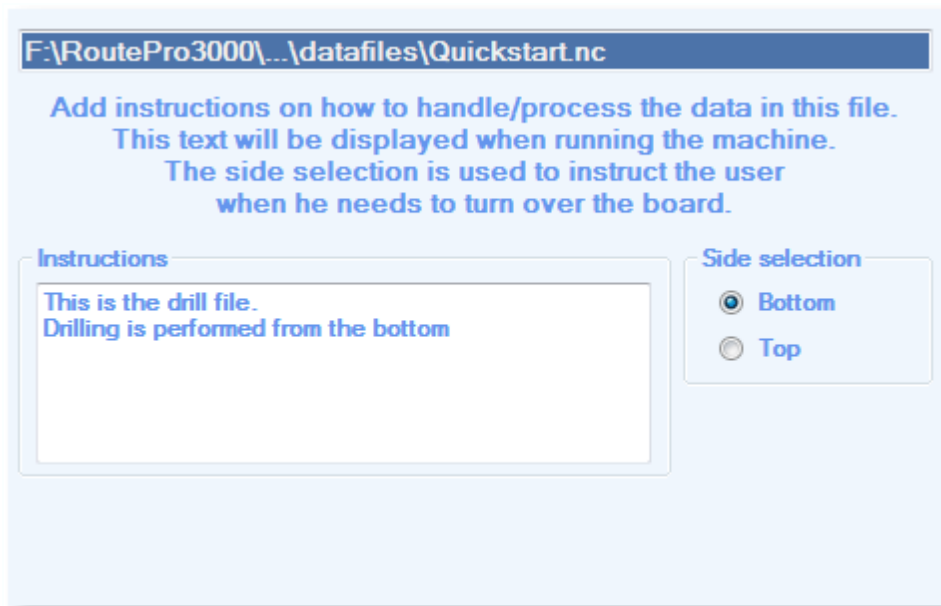 F:\RoutePro3000\...\datafiles\Quickstart.nc
Add instructions on how to handle/process the data in this file.
This text will be displayed when running the machine.
The side selection is used to instruct the user
when he needs to turn over the board.
Instructions
This is the drill file.
Drilling is performed from the bottom
Side selection
Bottom
Top